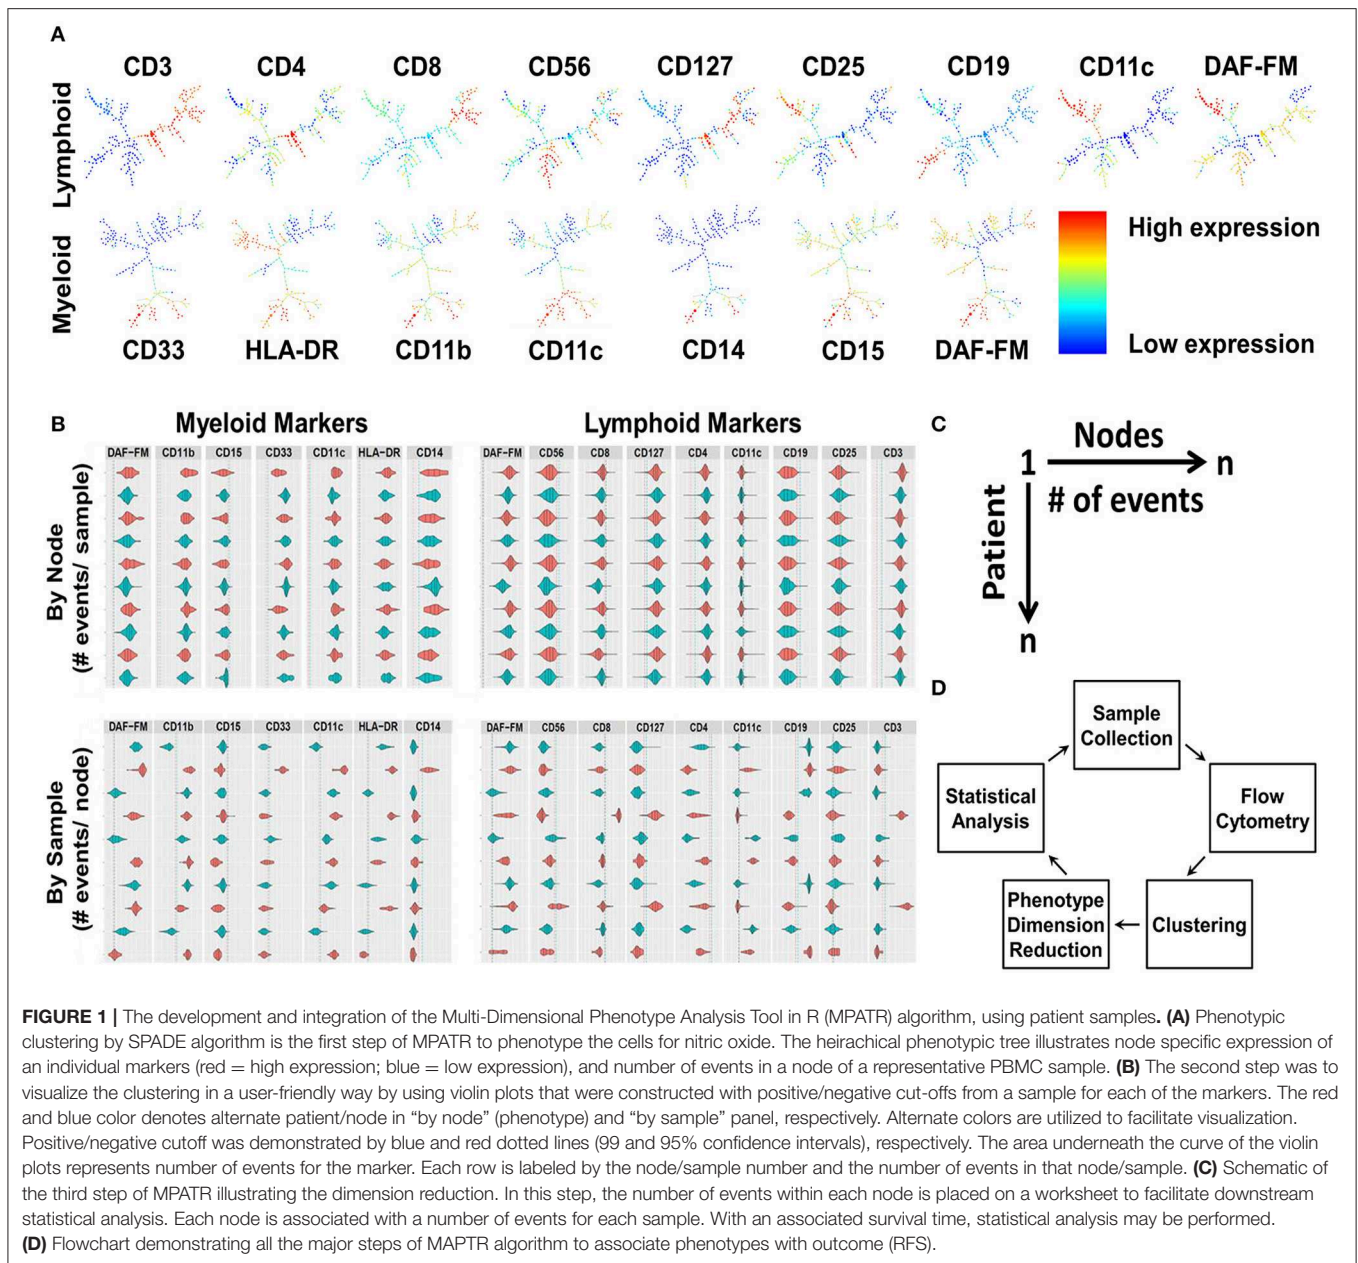 A
CD3 CD4 CD8 CD56 CD127 CD25 CD19 CD11c DAF-FM
Lymphoid
Myeloid
High expression
Low expression
CD33 HLA-DR CD11b CD11c CD14 CD15 DAF-FM
B
Myeloid Markers Lymphoid Markers
DAF−FM CD11b CD15 CD33 CD11c HLA−DR CD14
DAF−FM CD56 CD8 CD127 CD4 CD11c CD19 CD25 CD3
By Node
(# events/ sample)
DAF−FM CD11b CD15 CD33 CD11c HLA−DR CD14
DAF−FM CD56 CD8 CD127 CD4 CD11c CD19 CD25 CD3
By Sample
(# events/ node)
C
Nodes
1 n
# of events
Patient
n
D
Sample
Collection
Flow
Cytometry
Clustering
Phenotype
Dimension
Reduction
Statistical
Analysis
FIGURE 1 | The development and integration of the Multi-Dimensional Phenotype Analysis Tool in R (MPATR) algorithm, using patient samples. (A) Phenotypic
clustering by SPADE algorithm is the first step of MPATR to phenotype the cells for nitric oxide. The heirachical phenotypic tree illustrates node specific expression of
an individual markers (red = high expression; blue = low expression), and number of events in a node of a representative PBMC sample. (B) The second step was to
visualize the clustering in a user-friendly way by using violin plots that were constructed with positive/negative cut-offs from a sample for each of the markers. The red
and blue color denotes alternate patient/node in “by node” (phenotype) and “by sample” panel, respectively. Alternate colors are utilized to facilitate visualization.
Positive/negative cutoff was demonstrated by blue and red dotted lines (99 and 95% confidence intervals), respectively. The area underneath the curve of the violin
plots represents number of events for the marker. Each row is labeled by the node/sample number and the number of events in that node/sample. (C) Schematic of
the third step of MPATR illustrating the dimension reduction. In this step, the number of events within each node is placed on a worksheet to facilitate downstream
statistical analysis. Each node is associated with a number of events for each sample. With an associated survival time, statistical analysis may be performed.
(D) Flowchart demonstrating all the major steps of MAPTR algorithm to associate phenotypes with outcome (RFS).